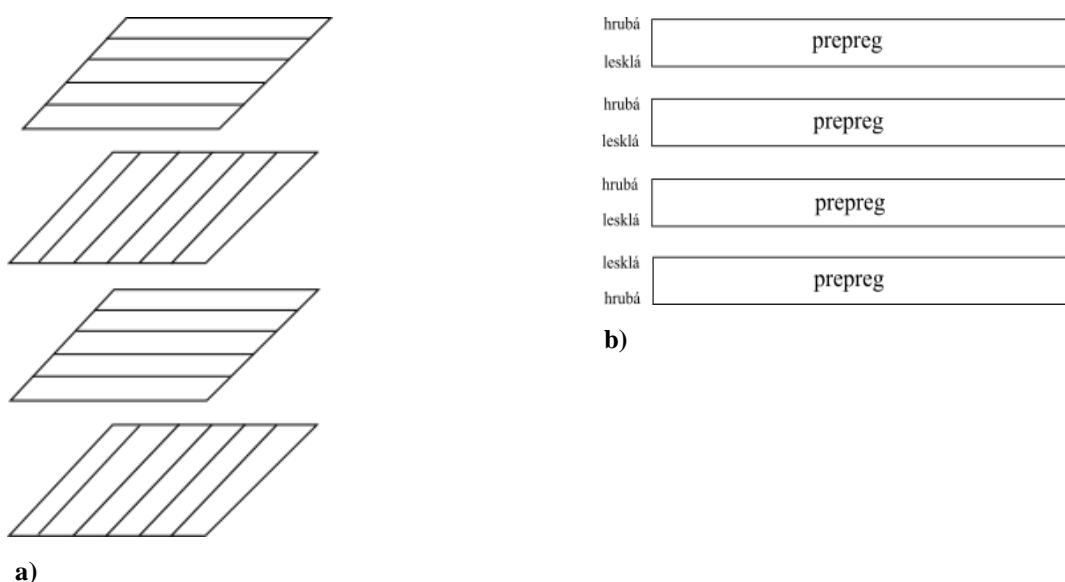 hrubá
prepreg
lesklá
hrubá
prepreg
lesklá
hrubá
prepreg
lesklá
lesklá
prepreg
hrubá
b)
a)